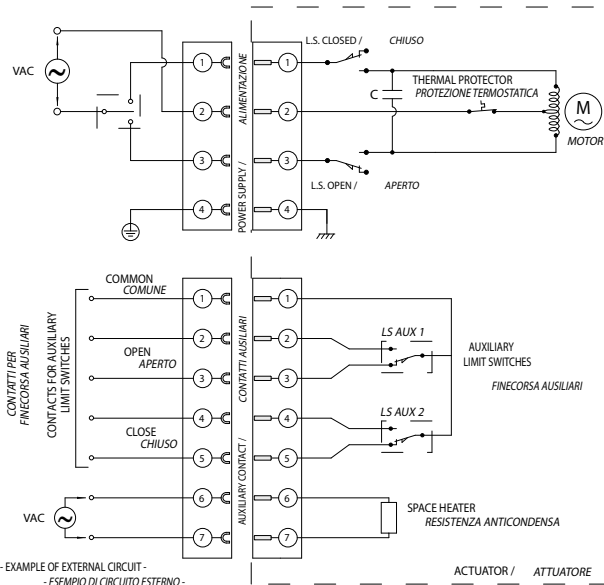 L.S. CLOSED / CHIUSO
VAC
1
2
3
4
POWER SUPPLY / ALIMENTAZIONE
1
2
3
4
C
THERMAL PROTECTOR
PROTEZIONE TERMOSTATICA
M
MOTOR
L.S. OPEN / APERTO
CONTATTI PER
FINECORSA AUSILIARI
CONTACTS FOR AUXILIARY
LIMIT SWITCHES
COMMON
COMUNE
OPEN
APERTO
CLOSE
CHIUSO
VAC
1
2
3
4
5
6
7
AUXILIARY CONTACT / CONTATTI AUSILIARI
1
2
3
4
5
6
7
LS AUX 1
AUXILIARY
LIMIT SWITCHES
FINECORSA AUSILIARI
LS AUX 2
SPACE HEATER
RESISTENZA ANTICONDENSA
- EXAMPLE OF EXTERNAL CIRCUIT -
- ESEMPIO DI CIRCUITO ESTERNO -
ACTUATOR / ATTUATORE